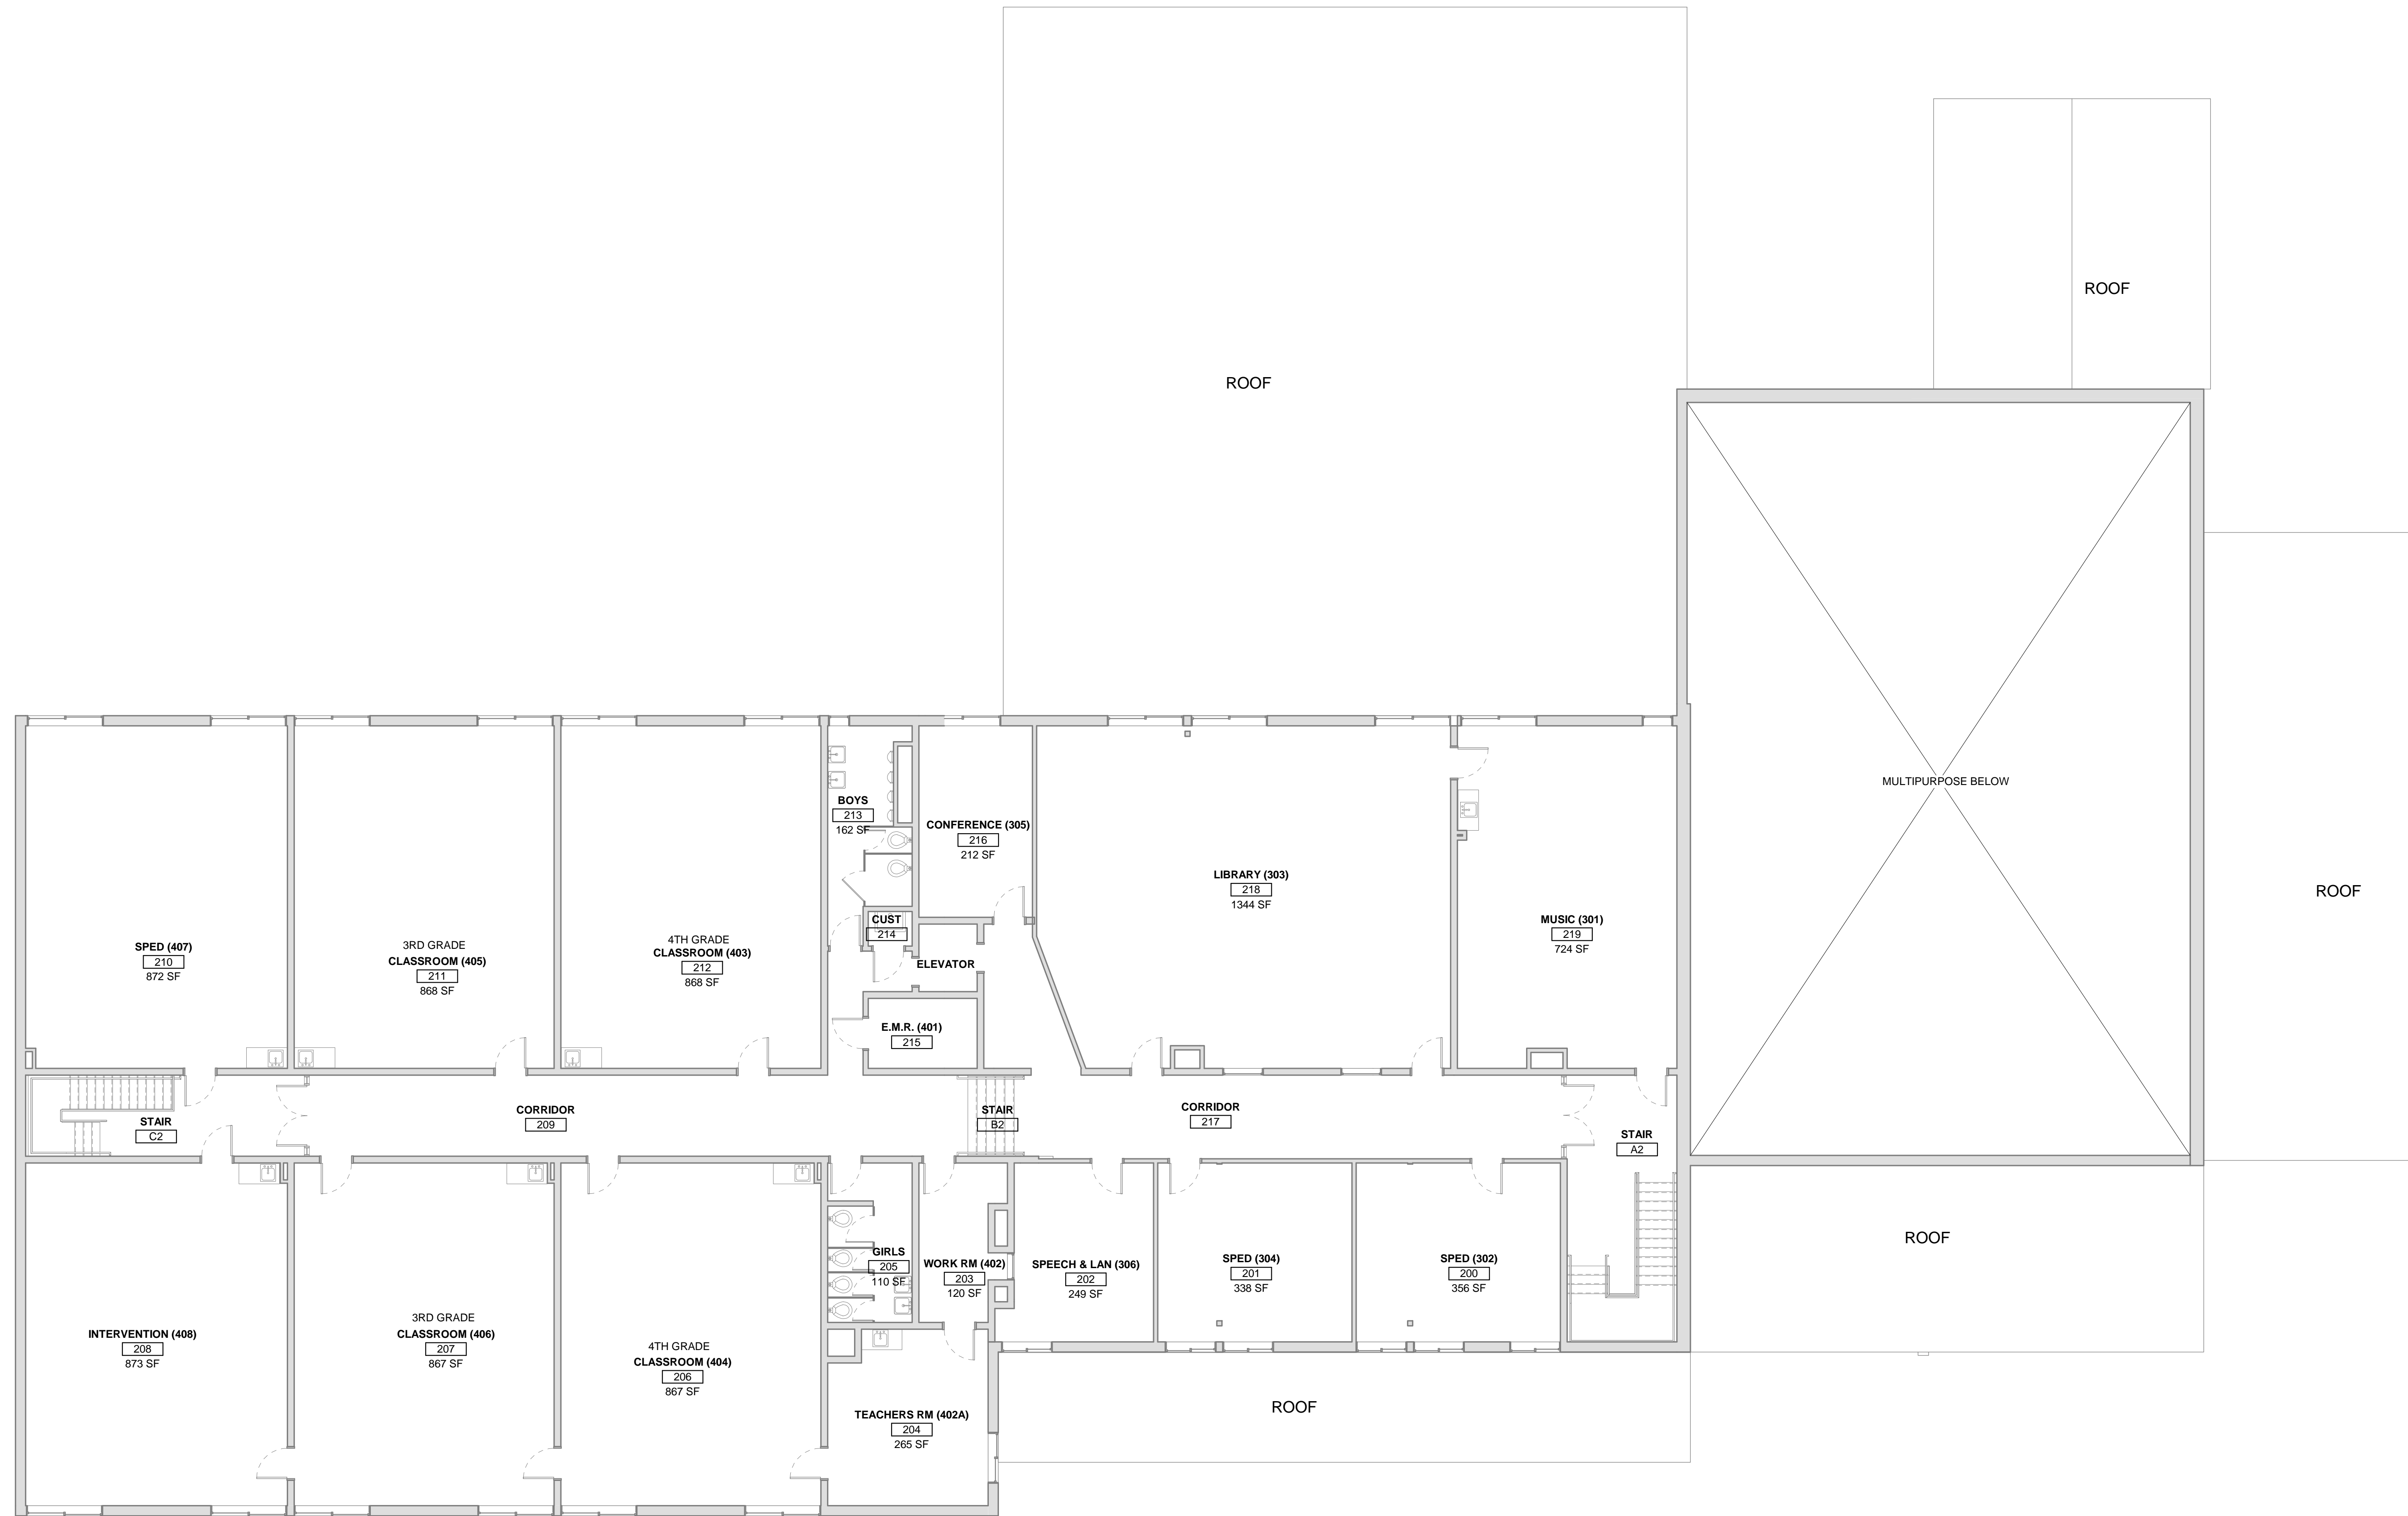 ROOF
ROOF
MULTIPURPOSE BELOW
ROOF
BOYS
213
162 SF
CONFERENCE (305)
216
212 SF
LIBRARY (303)
218
1344 SF
MUSIC (301)
219
724 SF
SPED (407)
210
872 SF
3RD GRADE
CLASSROOM (405)
211
868 SF
4TH GRADE
CLASSROOM (403)
212
868 SF
CUST
214
ELEVATOR
E.M.R. (401)
215
STAIR
C2
CORRIDOR
209
STAIR
B2
CORRIDOR
217
STAIR
A2
GIRLS
205
110 SF
WORK RM (402)
203
120 SF
SPEECH & LAN (306)
202
249 SF
SPED (304)
201
338 SF
SPED (302)
200
356 SF
ROOF
INTERVENTION (408)
208
873 SF
3RD GRADE
CLASSROOM (406)
207
867 SF
4TH GRADE
CLASSROOM (404)
206
867 SF
TEACHERS RM (402A)
204
265 SF
ROOF